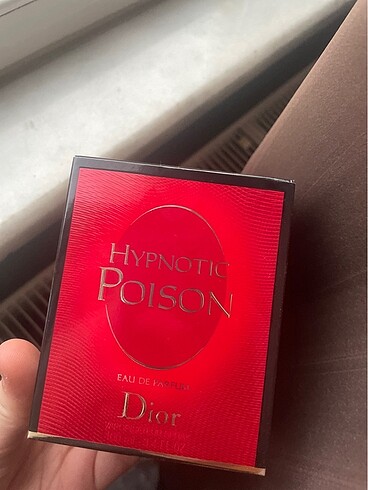 HYPNOTIC
POISON
EAU DE PARFUM
Dior